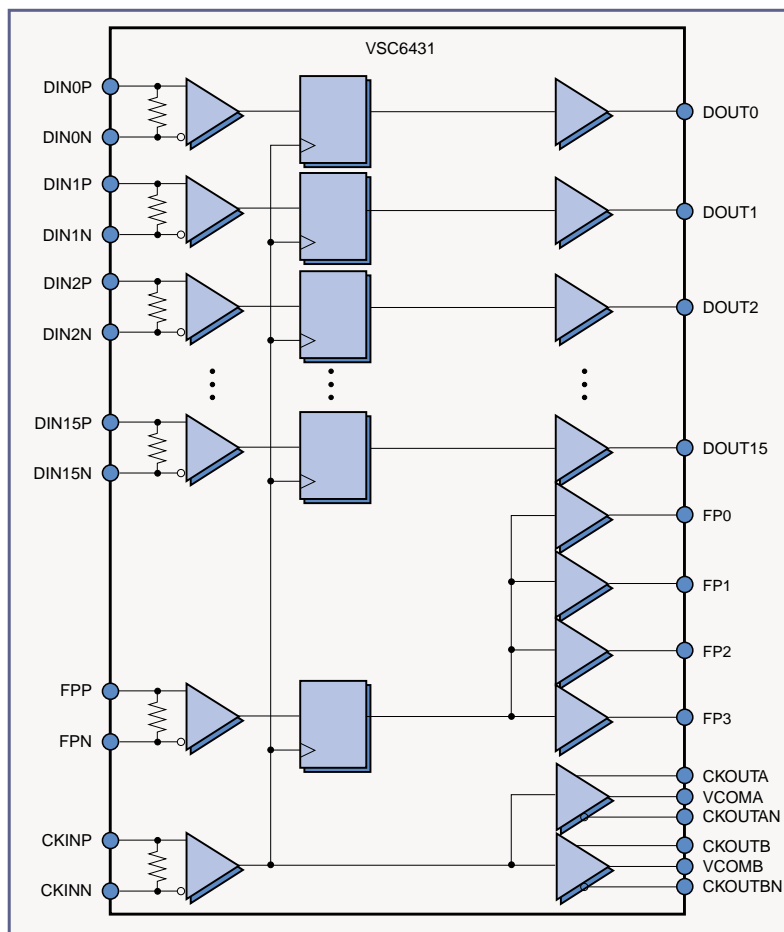 VSC6431
DIN0P
DIN0N
DOUT0
DIN1P
DIN1N
DOUT1
DIN2P
DIN2N
DOUT2
DIN15P
DIN15N
DOUT15
FP0
FP1
FP2
FPP
FPN
FP3
CKOUTA
VCOMA
CKOUTAN
CKINP
CKINN
CKOUTB
VCOMB
CKOUTBN